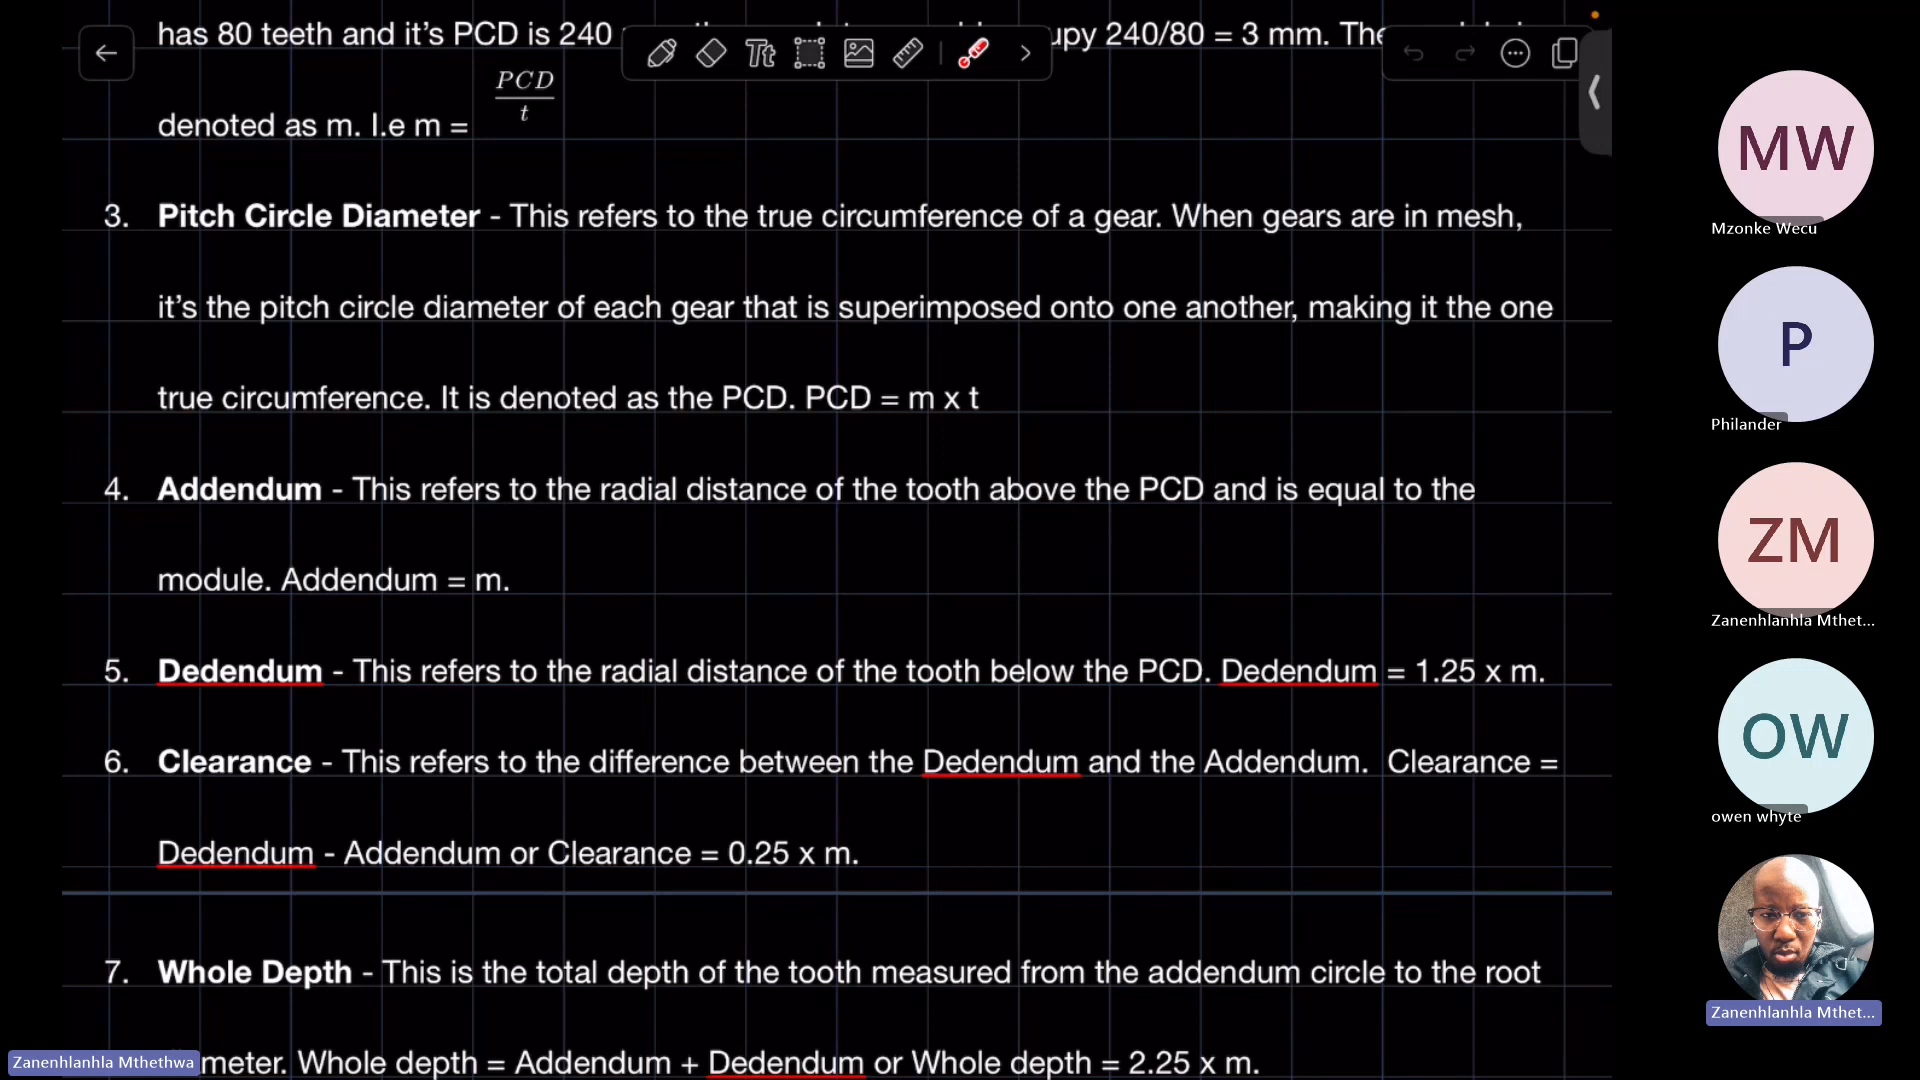 has 80 teeth and it's PCD is 240 upy 240/80 = 3 mm. The
Tt
PCD
t
denoted as m. I.e m =
3. Pitch Circle Diameter - This refers to the true circumference of a gear. When gears are in mesh,
it's the pitch circle diameter of each gear that is superimposed onto one another, making it the one
true circumference. It is denoted as the PCD. PCD = m x t
4. Addendum - This refers to the radial distance of the tooth above the PCD and is equal to the
module. Addendum = m.
5. Dedendum - This refers to the radial distance of the tooth below the PCD. Dedendum = 1.25 x m.
6. Clearance - This refers to the difference between the Dedendum and the Addendum. Clearance =
Dedendum - Addendum or Clearance = 0.25 x m.
7. Whole Depth - This is the total depth of the tooth measured from the addendum circle to the root
meter. Whole depth = Addendum + Dedendum or Whole depth = 2.25 x m.
Zanenhlanhla Mthethwa
MW
Mzonke Wecu
P
Philander
ZM
Zanenhlanhla Mthet...
OW
owen whyte
Zanenhlanhla Mthet...